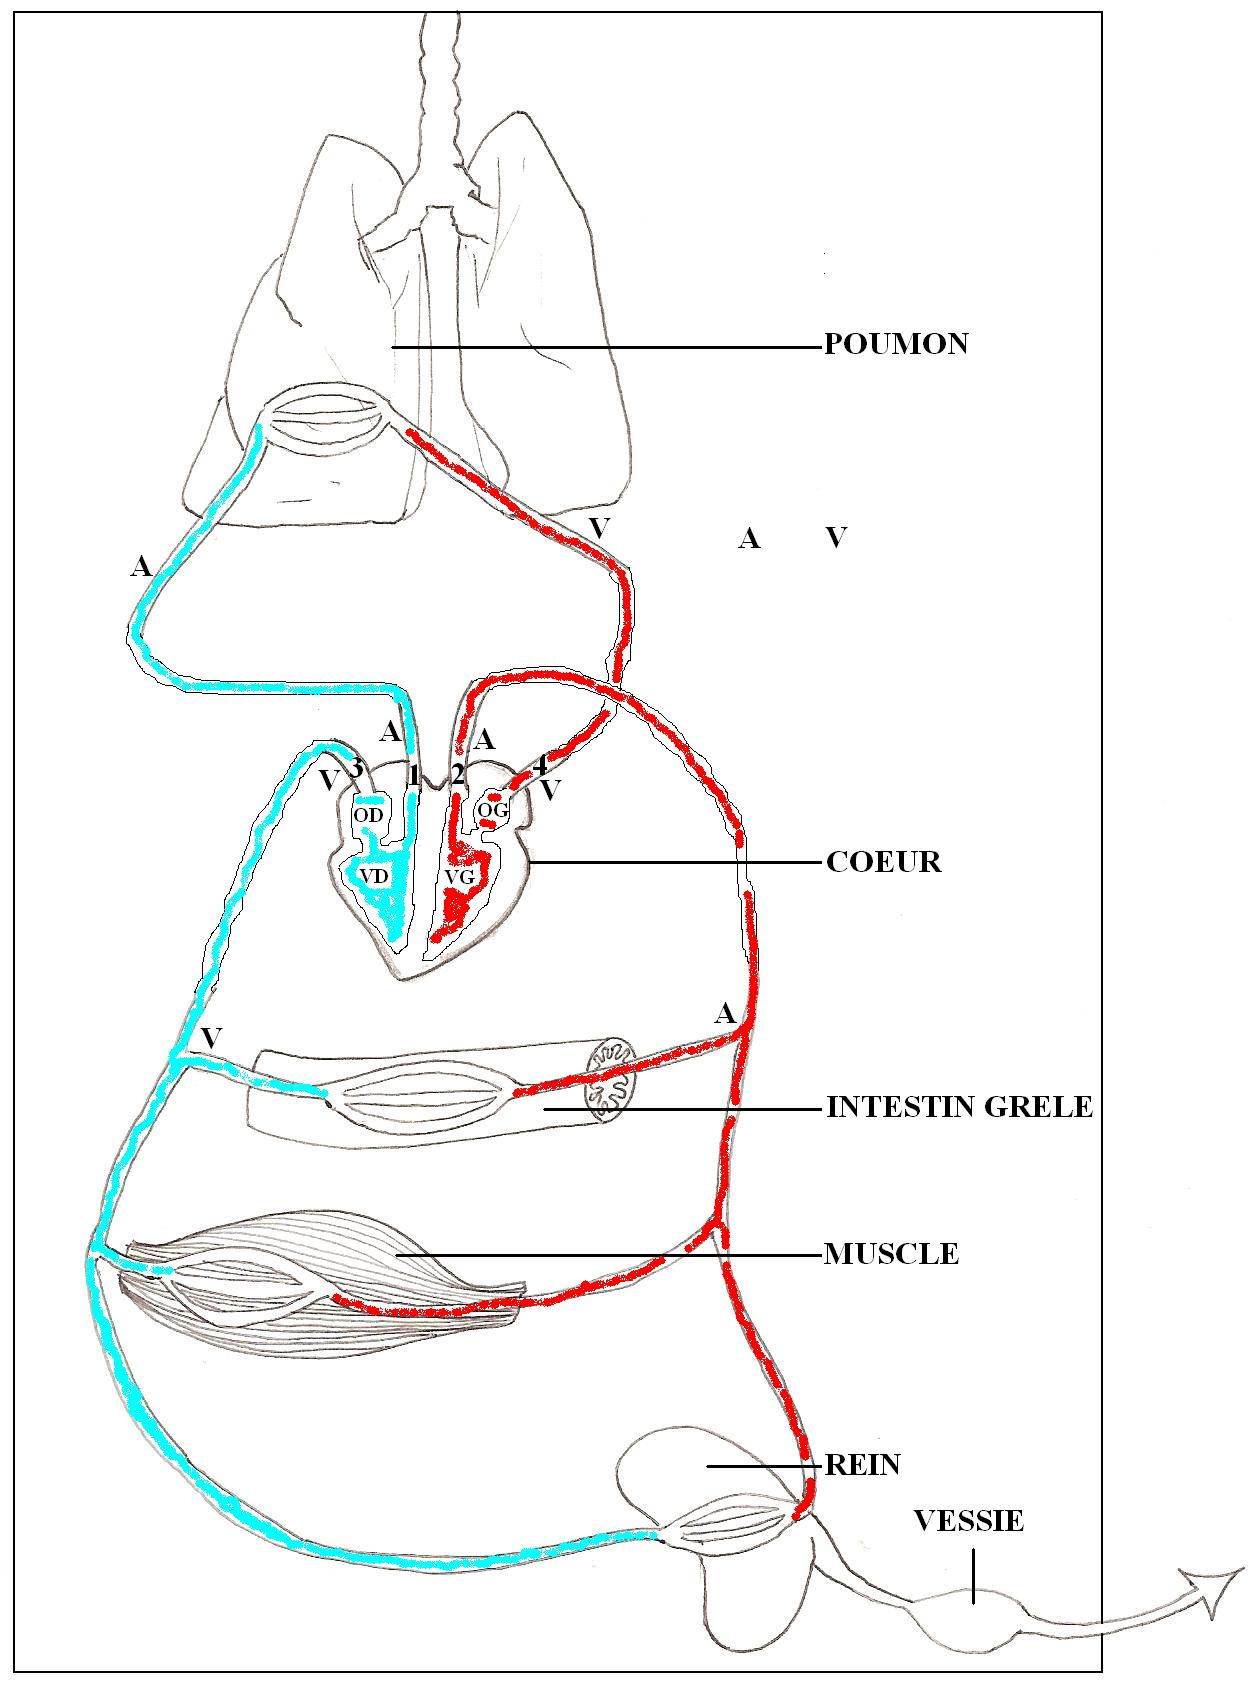 POUMON
V
A V
A
A
A
3
1
2
4
V
V
OD
OG
COEUR
VD
VG
A
V
INTESTIN GRELE
MUSCLE
REIN
VESSIE